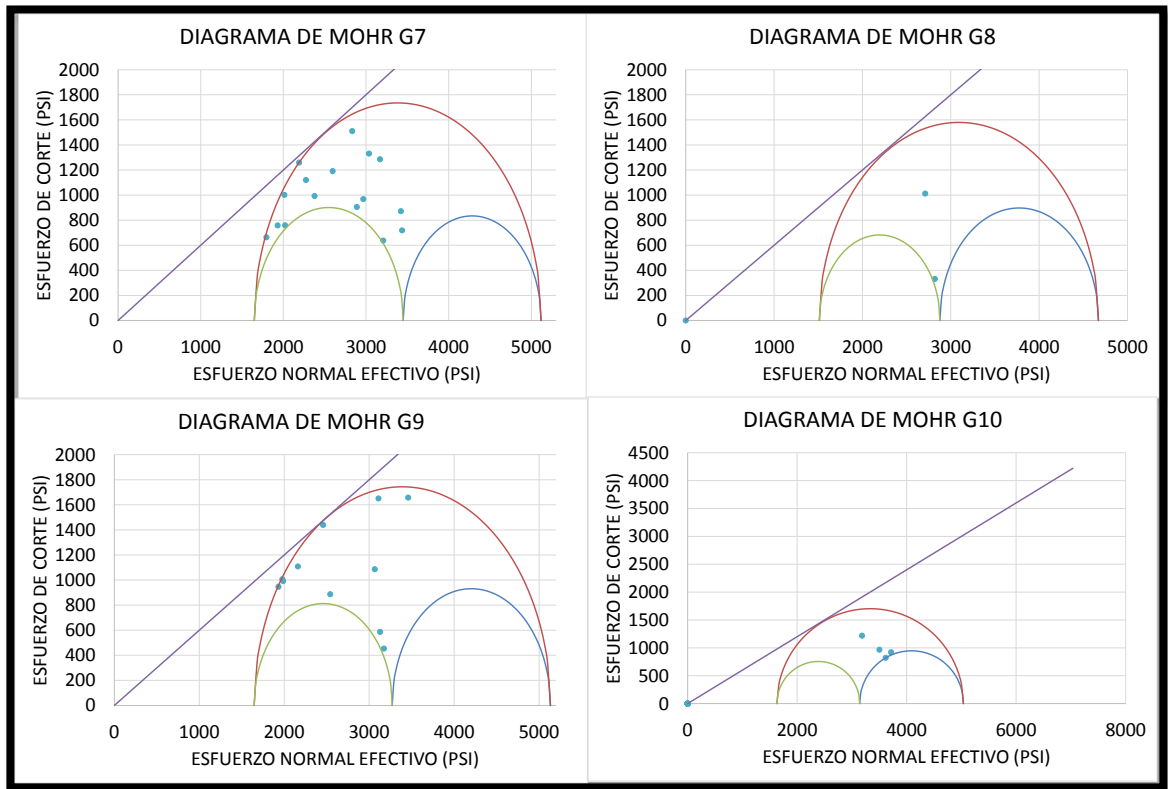 DIAGRAMA DE MOHR G7
ESFUERZO DE CORTE (PSI)
2000
1800
1600
1400
1200
1000
800
600
400
200
0
0 1000 2000 3000 4000 5000
ESFUERZO NORMAL EFECTIVO (PSI)
DIAGRAMA DE MOHR G8
ESFUERZO DE CORTE (PSI)
2000
1800
1600
1400
1200
1000
800
600
400
200
0
0 1000 2000 3000 4000 5000
ESFUERZO NORMAL EFECTIVO (PSI)
DIAGRAMA DE MOHR G9
ESFUERZO DE CORTE (PSI)
2000
1800
1600
1400
1200
1000
800
600
400
200
0
0 1000 2000 3000 4000 5000
ESFUERZO NORMAL EFECTIVO (PSI)
DIAGRAMA DE MOHR G10
ESFUERZO DE CORTE (PSI)
4500
4000
3500
3000
2500
2000
1500
1000
500
0
0 2000 4000 6000 8000
ESFUERZO NORMAL EFECTIVO (PSI)